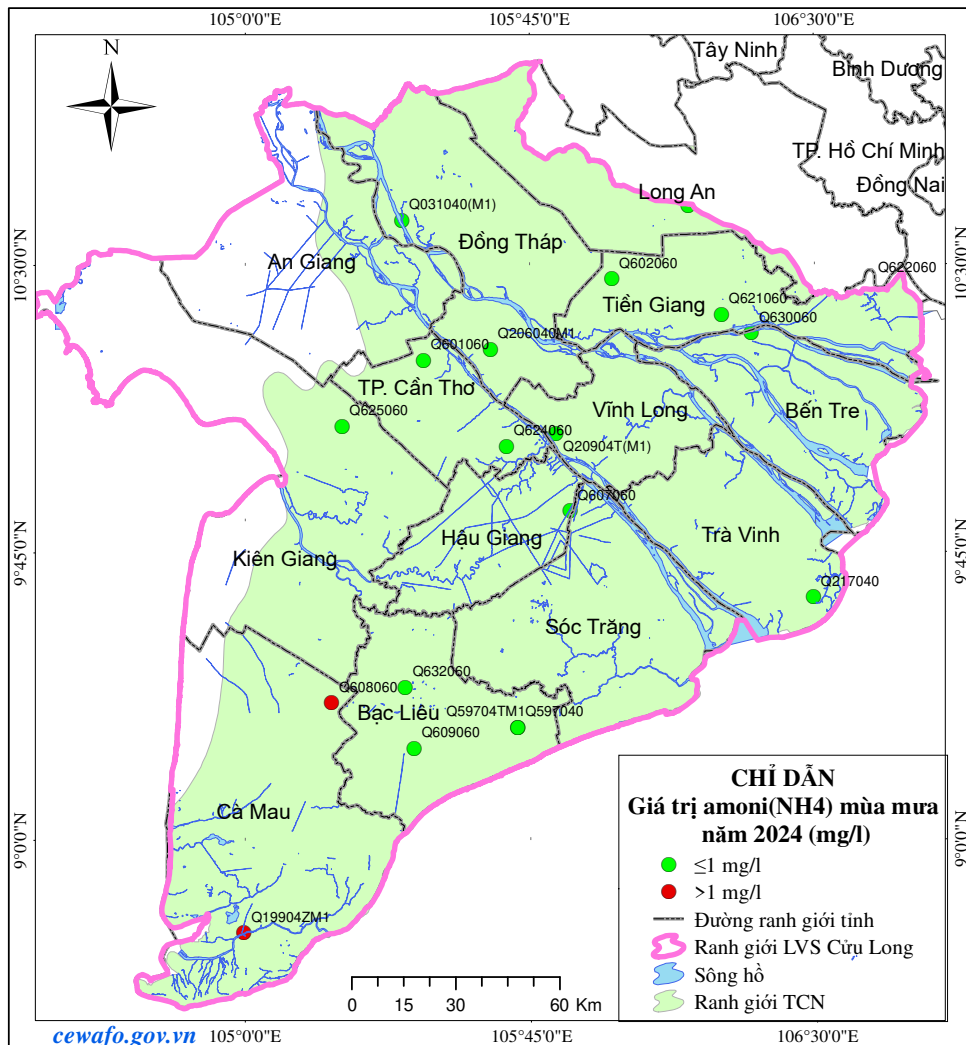 105°0'0"E
105°45'0"E
106°30'0"E
N
Tây Ninh
Bình Dương
TP. Hồ Chí Minh
Đồng Nai
Long An
Q031040(M1)
Đồng Tháp
An Giang
10°30'0"N
10°30'0"N
Q602060
Q622060
Tiền Giang
Q621060
Q630060
Q206040M1
Q601060
TP. Cần Thơ
Vĩnh Long
Bến Tre
Q625060
Q624060
Q20904T(M1)
Q607060
Hậu Giang
Trà Vinh
Kiên Giang
9°45'0"N
9°45'0"N
Q217040
Sóc Trăng
Q632060
Q608060
Bạc Liêu
Q59704TM1Q597040
Q609060
Cà Mau
9°0'0"N
9°0'0"N
Q19904ZM1
CHỈ DẪN
Giá trị amoni(NH4) mùa mưa
năm 2024 (mg/l)
≤1 mg/l
>1 mg/l
Đường ranh giới tỉnh
Ranh giới LVS Cửu Long
Sông hồ
Ranh giới TCN
0 15 30 60 Km
cewafo.gov.vn
105°0'0"E
105°45'0"E
106°30'0"E